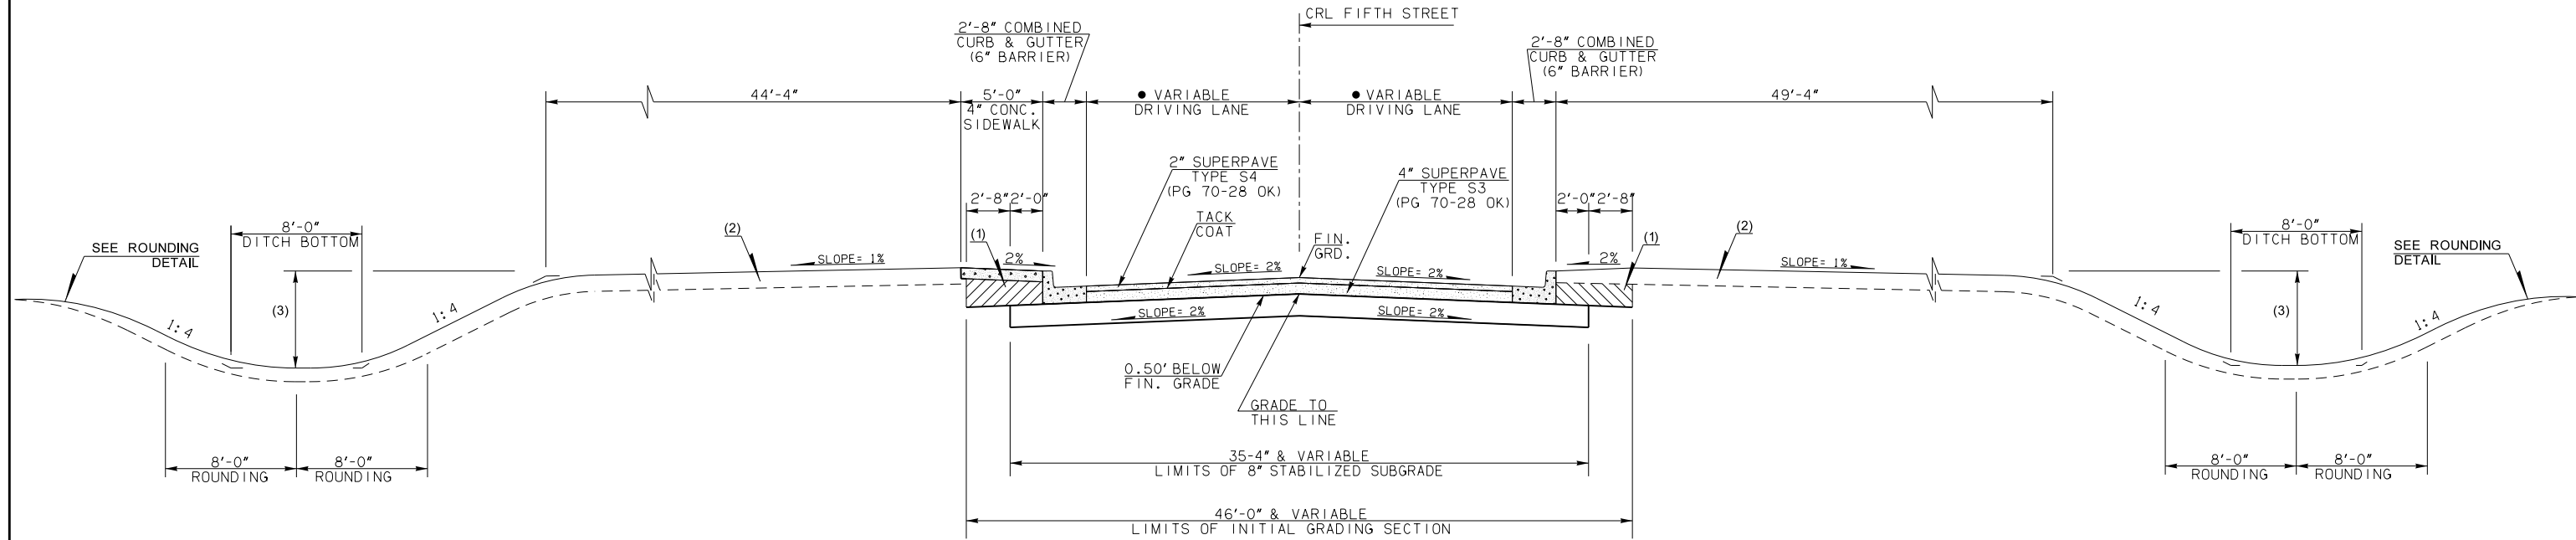 CRL FIFTH STREET
2'-8" COMBINED
CURB & GUTTER
(6" BARRIER)
2'-8" COMBINED
CURB & GUTTER
(6" BARRIER)
44'-4"
5'-0"
4" CONC.
SIDEWALK
● VARIABLE
DRIVING LANE
● VARIABLE
DRIVING LANE
49'-4"
2" SUPERPAVE
TYPE S4
(PG 70-28 OK)
4" SUPERPAVE
TYPE S3
(PG 70-28 OK)
2'-8"
2'-0"
2'-0"
2'-8"
TACK
COAT
FIN.
GRD.
8'-0"
DITCH BOTTOM
8'-0"
DITCH BOTTOM
SEE ROUNDING
DETAIL
SEE ROUNDING
DETAIL
(2)
(1)
(1)
(2)
SLOPE= 1%
2%
SLOPE= 2%
SLOPE= 2%
2%
SLOPE= 1%
(3)
1:4
1:4
(3)
1:4
1:4
SLOPE= 2%
SLOPE= 2%
0.50' BELOW
FIN. GRADE
GRADE TO
THIS LINE
8'-0"
ROUNDING
8'-0"
ROUNDING
35-4" & VARIABLE
LIMITS OF 8" STABILIZED SUBGRADE
8'-0"
ROUNDING
8'-0"
ROUNDING
46'-0" & VARIABLE
LIMITS OF INITIAL GRADING SECTION